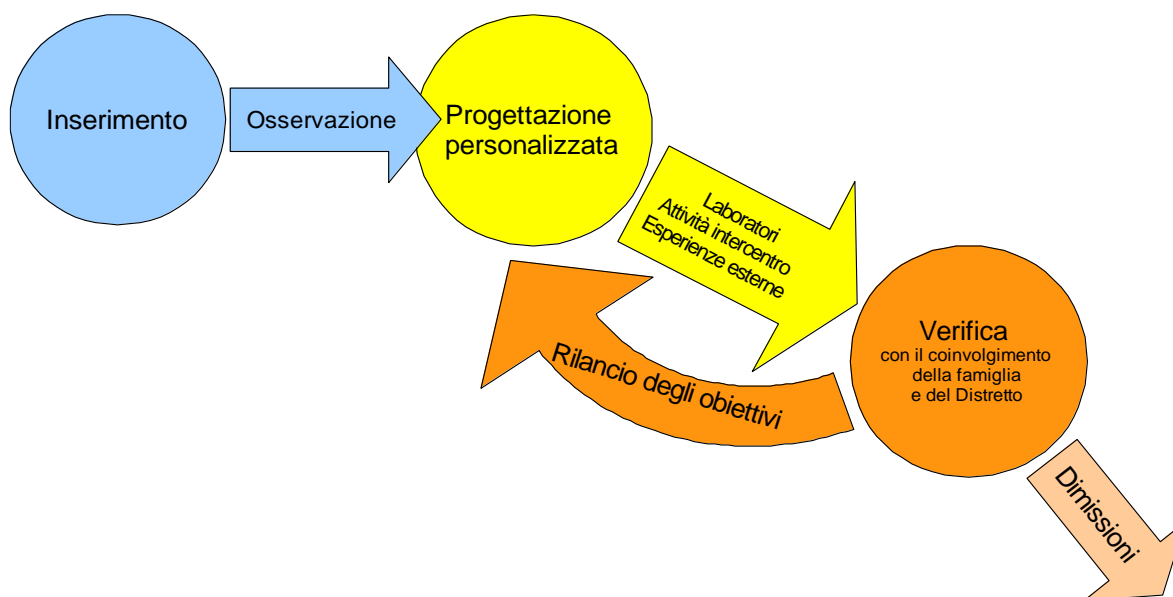 Inserimento
Osservazione
Progettazione
personalizzata
Laboratori
Attività intercentro
Esperienze esterne
Verifica
con il coinvolgimento
della famiglia
e del Distretto
Rilancio degli obiettivi
Dimissioni